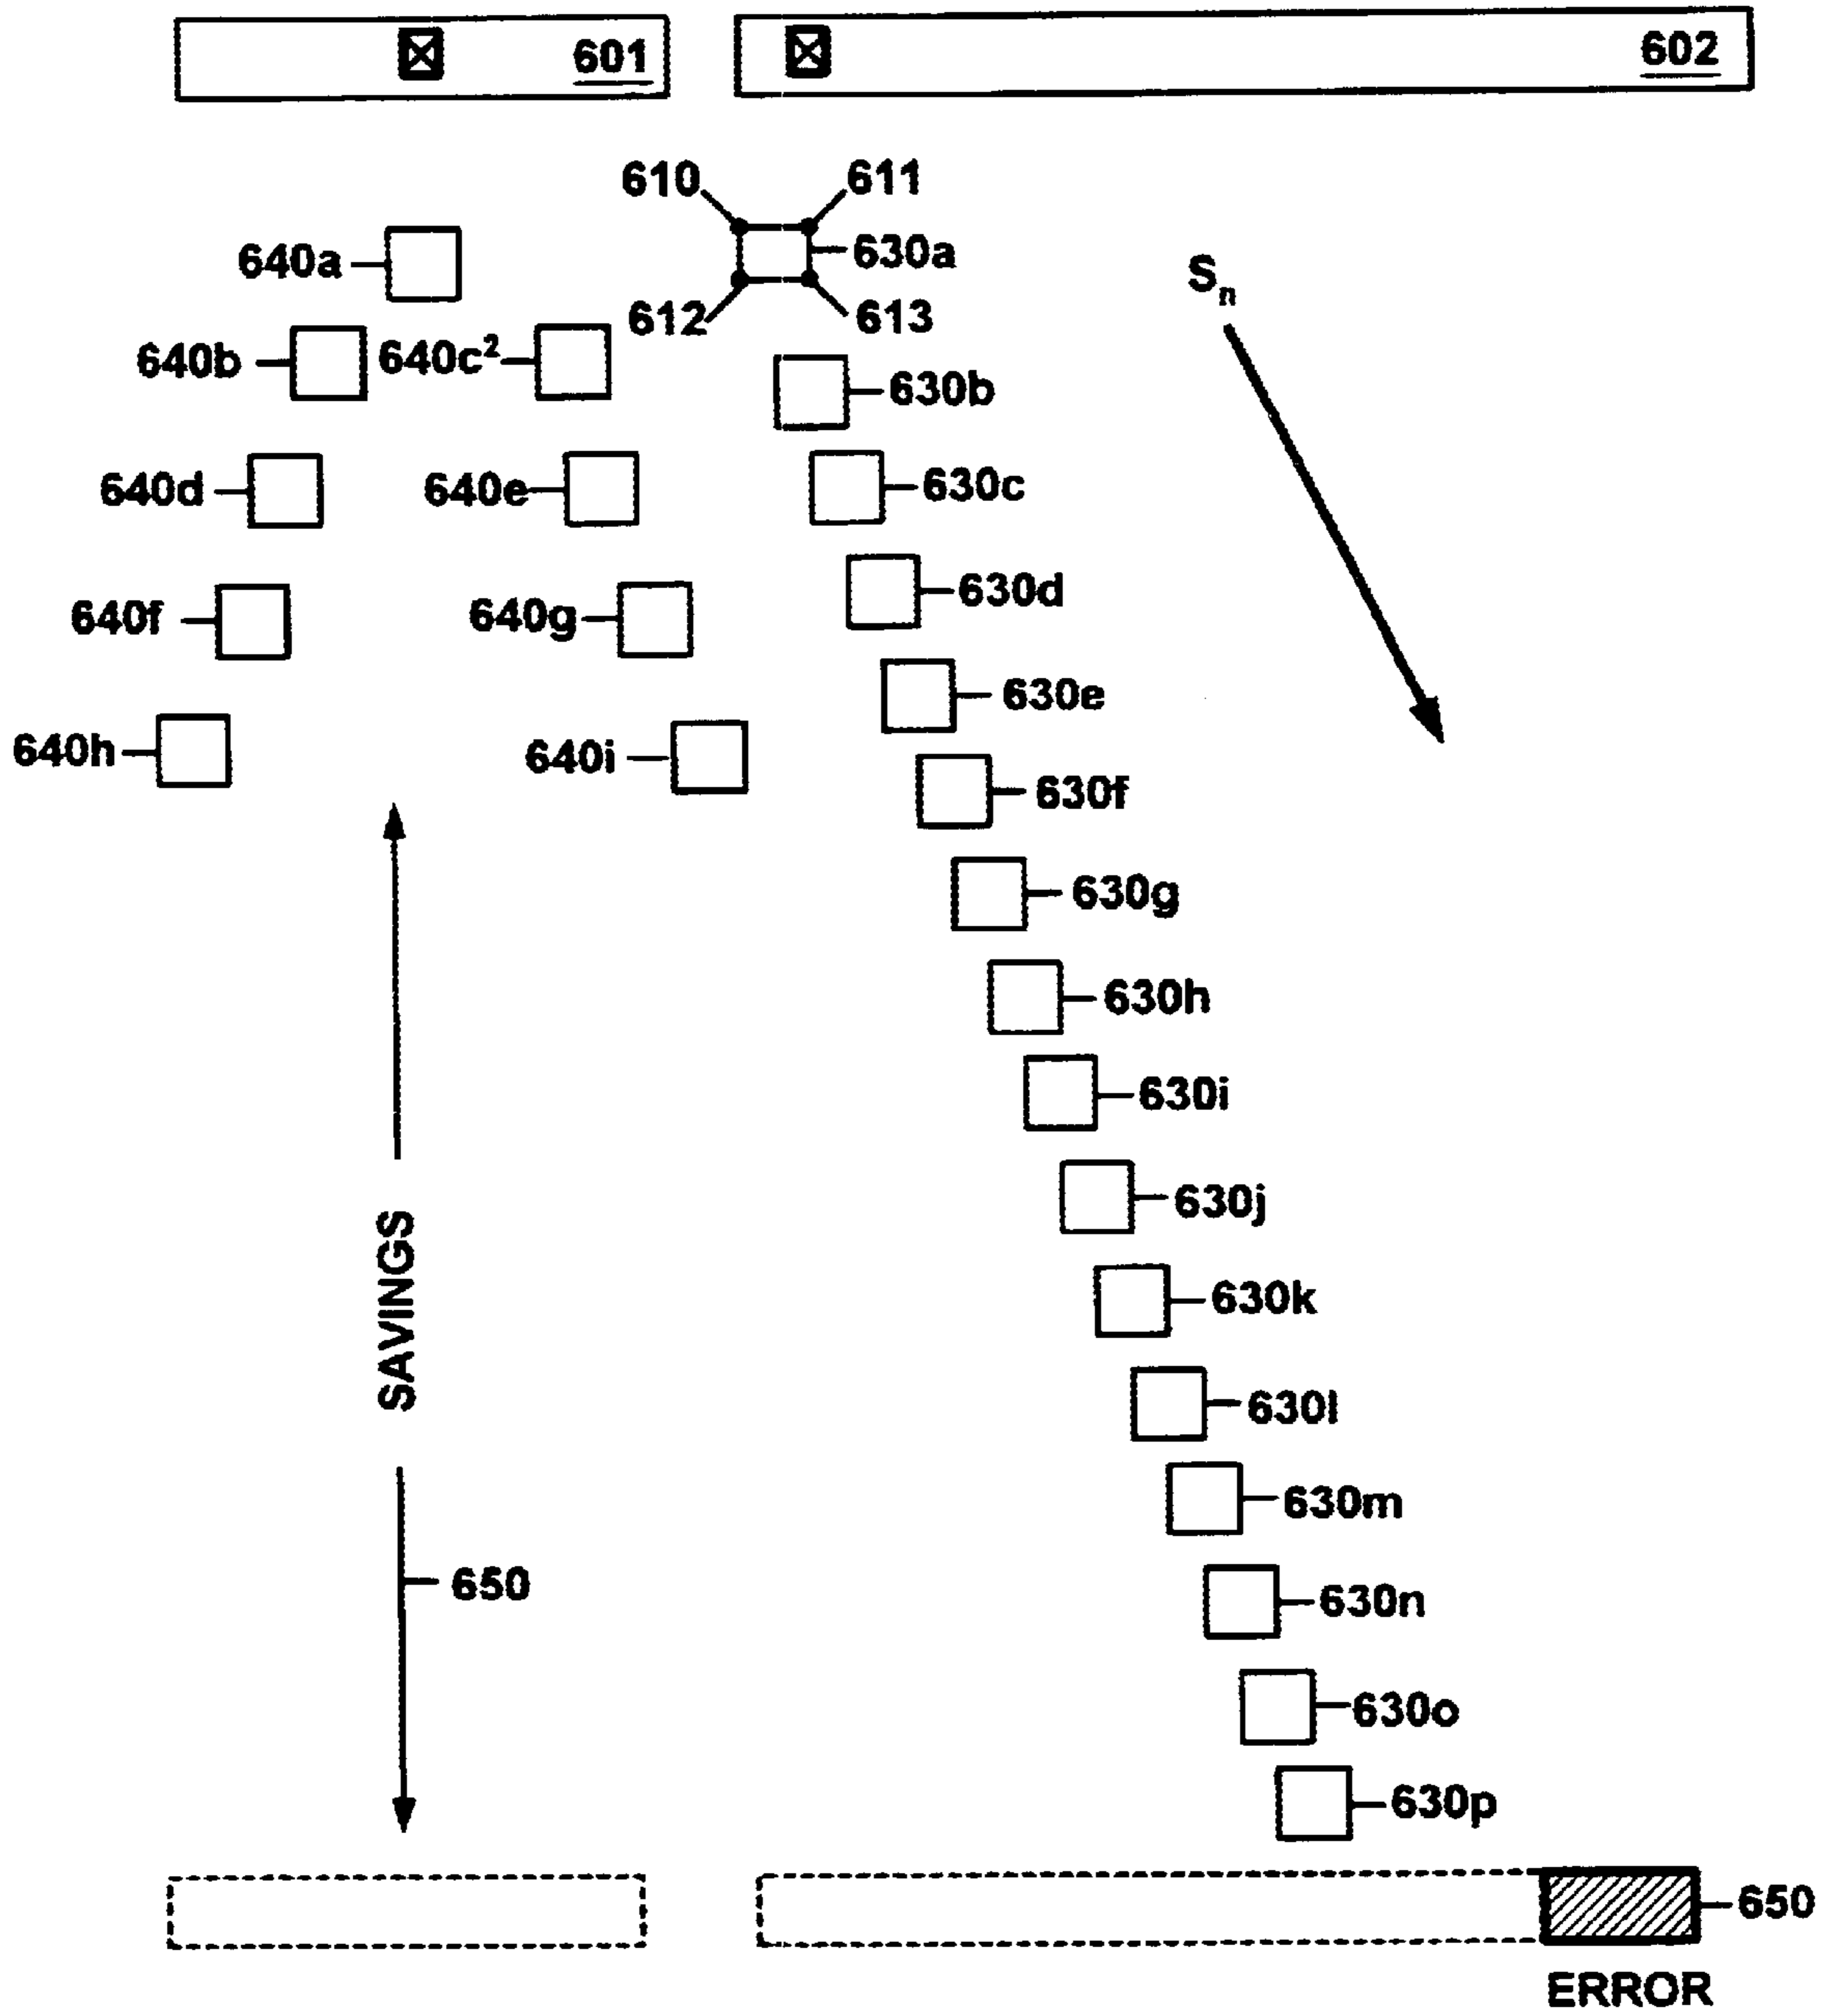 601
602
610
611
640a
630a
Sn
612
613
640b
640c²
630b
640d
640e
630c
630d
640f
640g
630e
640h
640i
630f
630g
630h
630i
630j
SAVINGS
630k
630l
630m
650
630n
630o
630p
650
ERROR